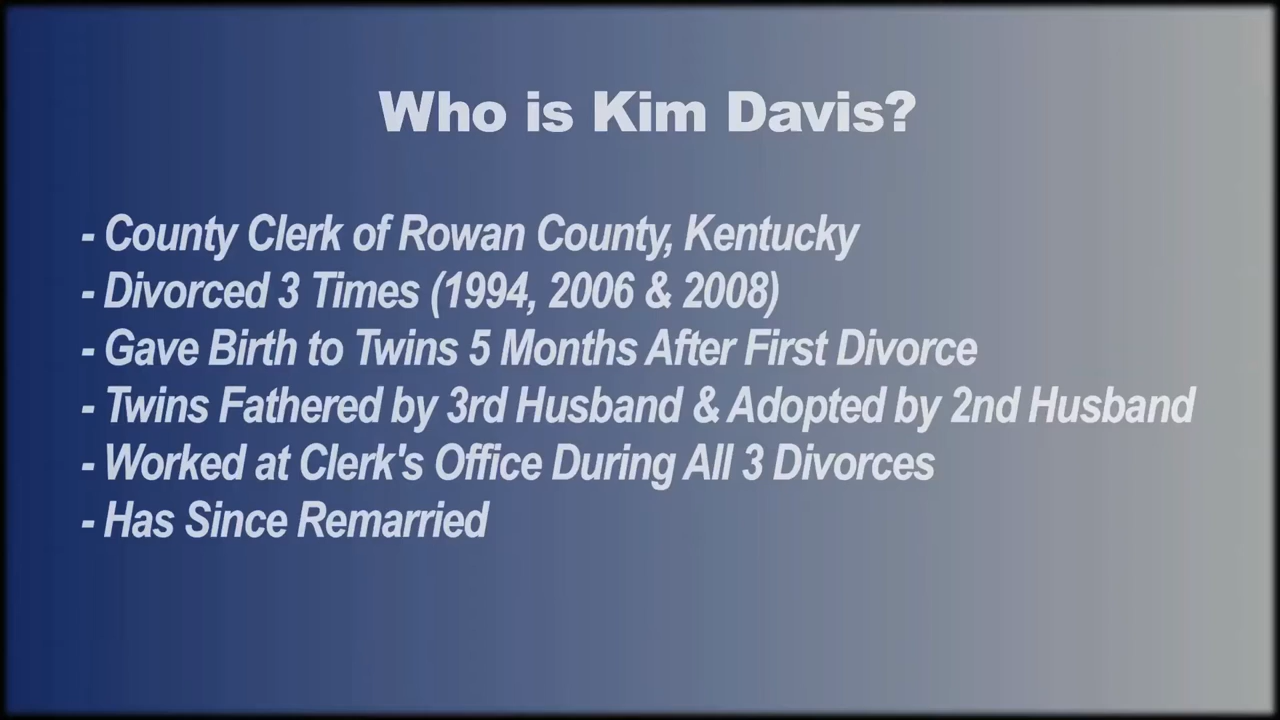 Who is Kim Davis?
- County Clerk of Rowan County, Kentucky
- Divorced 3 Times (1994, 2006 & 2008)
- Gave Birth to Twins 5 Months After First Divorce
- Twins Fathered by 3rd Husband & Adopted by 2nd Husband
- Worked at Clerk's Office During All 3 Divorces
- Has Since Remarried